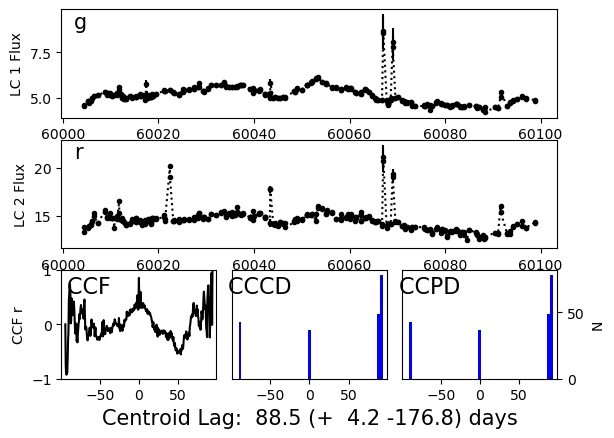 g
LC 1 Flux
7.5
5.0
60000 60020 60040 60060 60080 60100
r
LC 2 Flux
20
15
60000 60020 60040 60060 60080 60100
CCF CCCD CCPD
CCF r
1
0
−1
50
0
N
−50 0 50 −50 0 50 −50 0 50
Centroid Lag: 88.5 (+ 4.2 -176.8) days